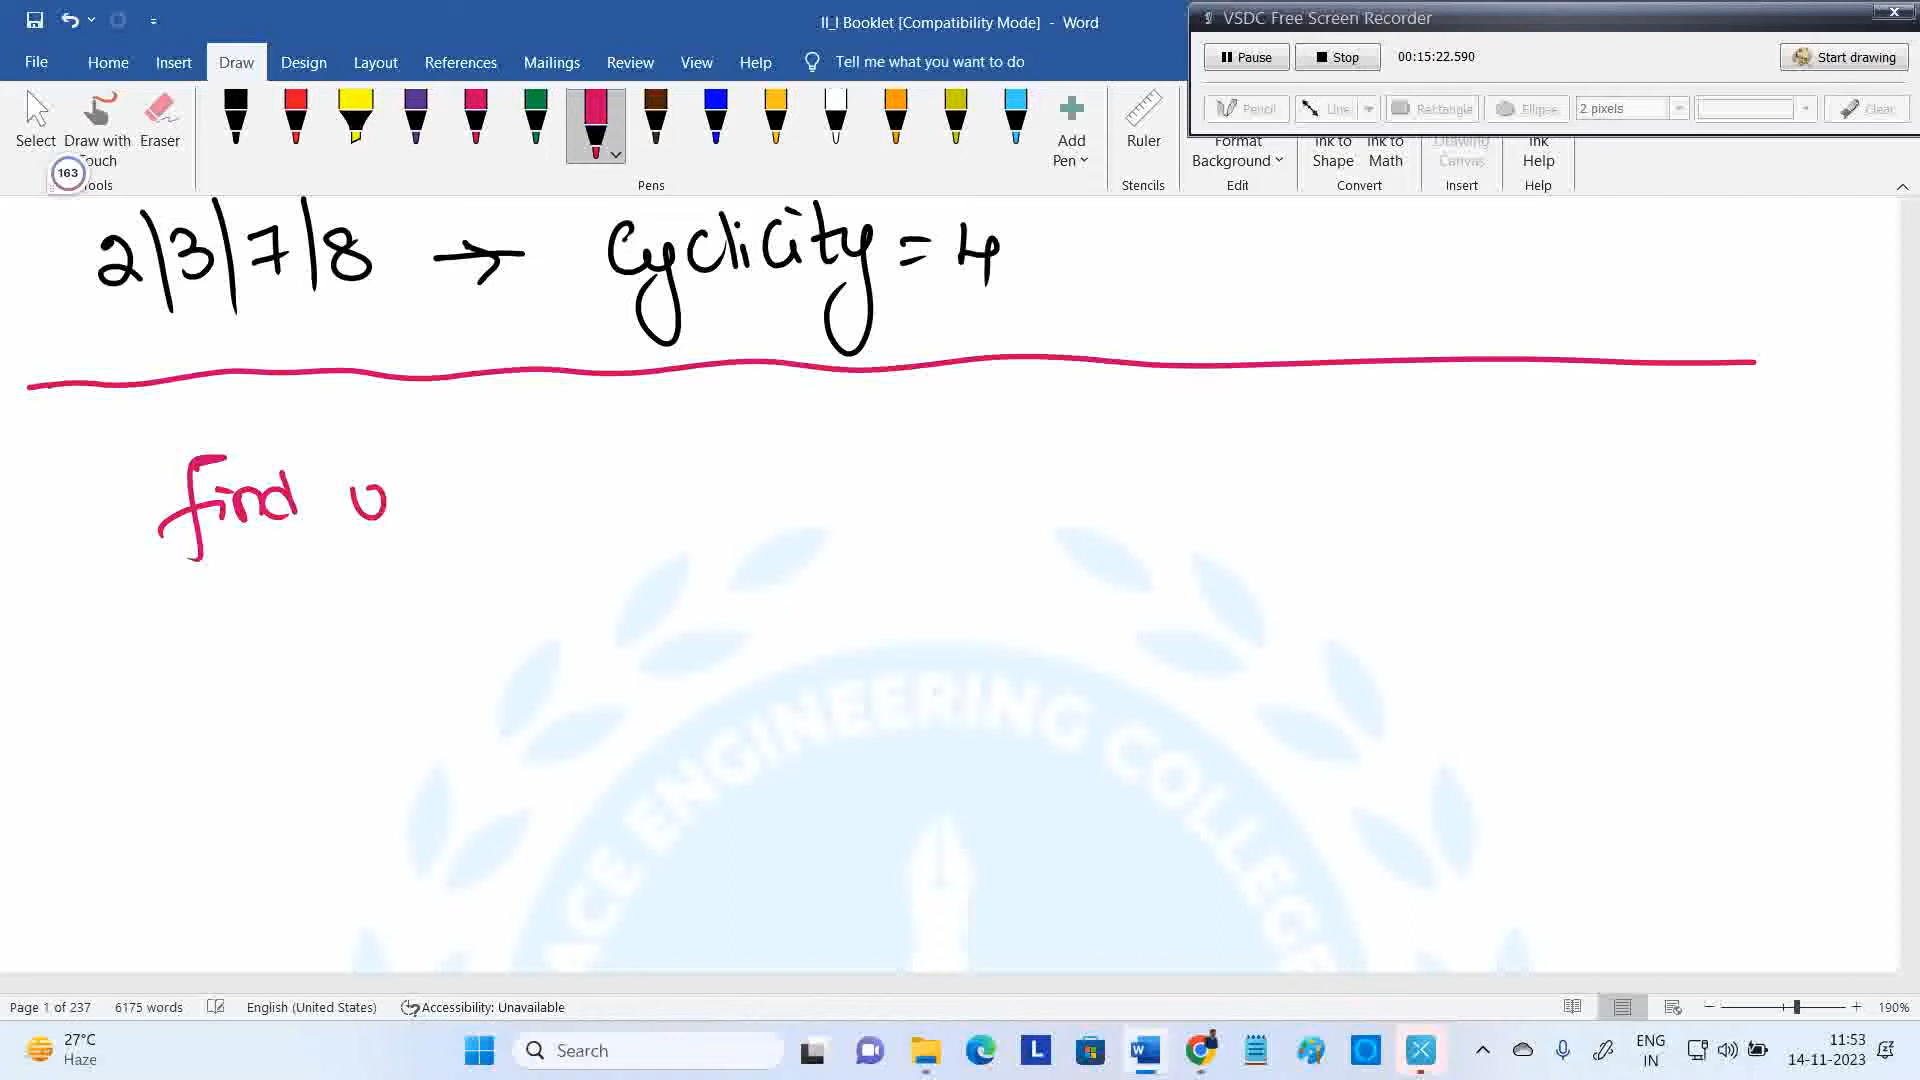 II_I Booklet [Compatibility Mode] - Word
VSDC Free Screen Recorder
Pause Stop 00:15:22.590 Start drawing
Pencil Line Rectangle Ellipse 2 pixels Clear
File Home Insert Draw Design Layout References Mailings Review View Help Tell me what you want to do
Select Draw with Touch Eraser
163
Tools
Pens
Add Pen
Ruler
Stencils
Format Background
Edit
Ink to Shape Ink to Math
Convert
Drawing Canvas
Insert
Ink Help
Help
2|3|7|8 → Cyclicity = 4
find
ACE ENGINEERING COLLEGE
Page 1 of 237 6175 words English (United States) Accessibility: Unavailable 190%
27°C
Haze
Search
L
ENG
IN
11:53
14-11-2023